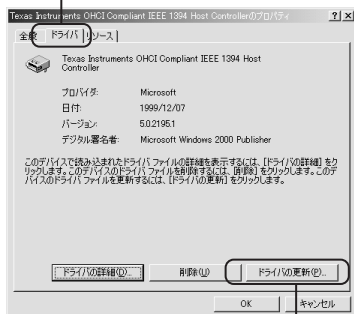 Texas Instruments OHCI Compliant IEEE 1394 Host Controllerのプロパティ
全般 ドライバ リソース
Texas Instruments OHCI Compliant IEEE 1394 Host
Controller
プロバイダ: Microsoft
日付: 1999/12/07
バージョン: 5.0.2195.1
デジタル署名者: Microsoft Windows 2000 Publisher
このデバイスで読み込まれたドライバ ファイルの詳細を表示するには、[ドライバの詳細] をク
リックします。このデバイスのドライバ ファイルを削除するには、[削除] をクリックします。このデ
バイスのドライバ ファイルを更新するには、[ドライバの更新] をクリックします。
ドライバの詳細(D)... 削除(U) ドライバの更新(P)...
OK キャンセル